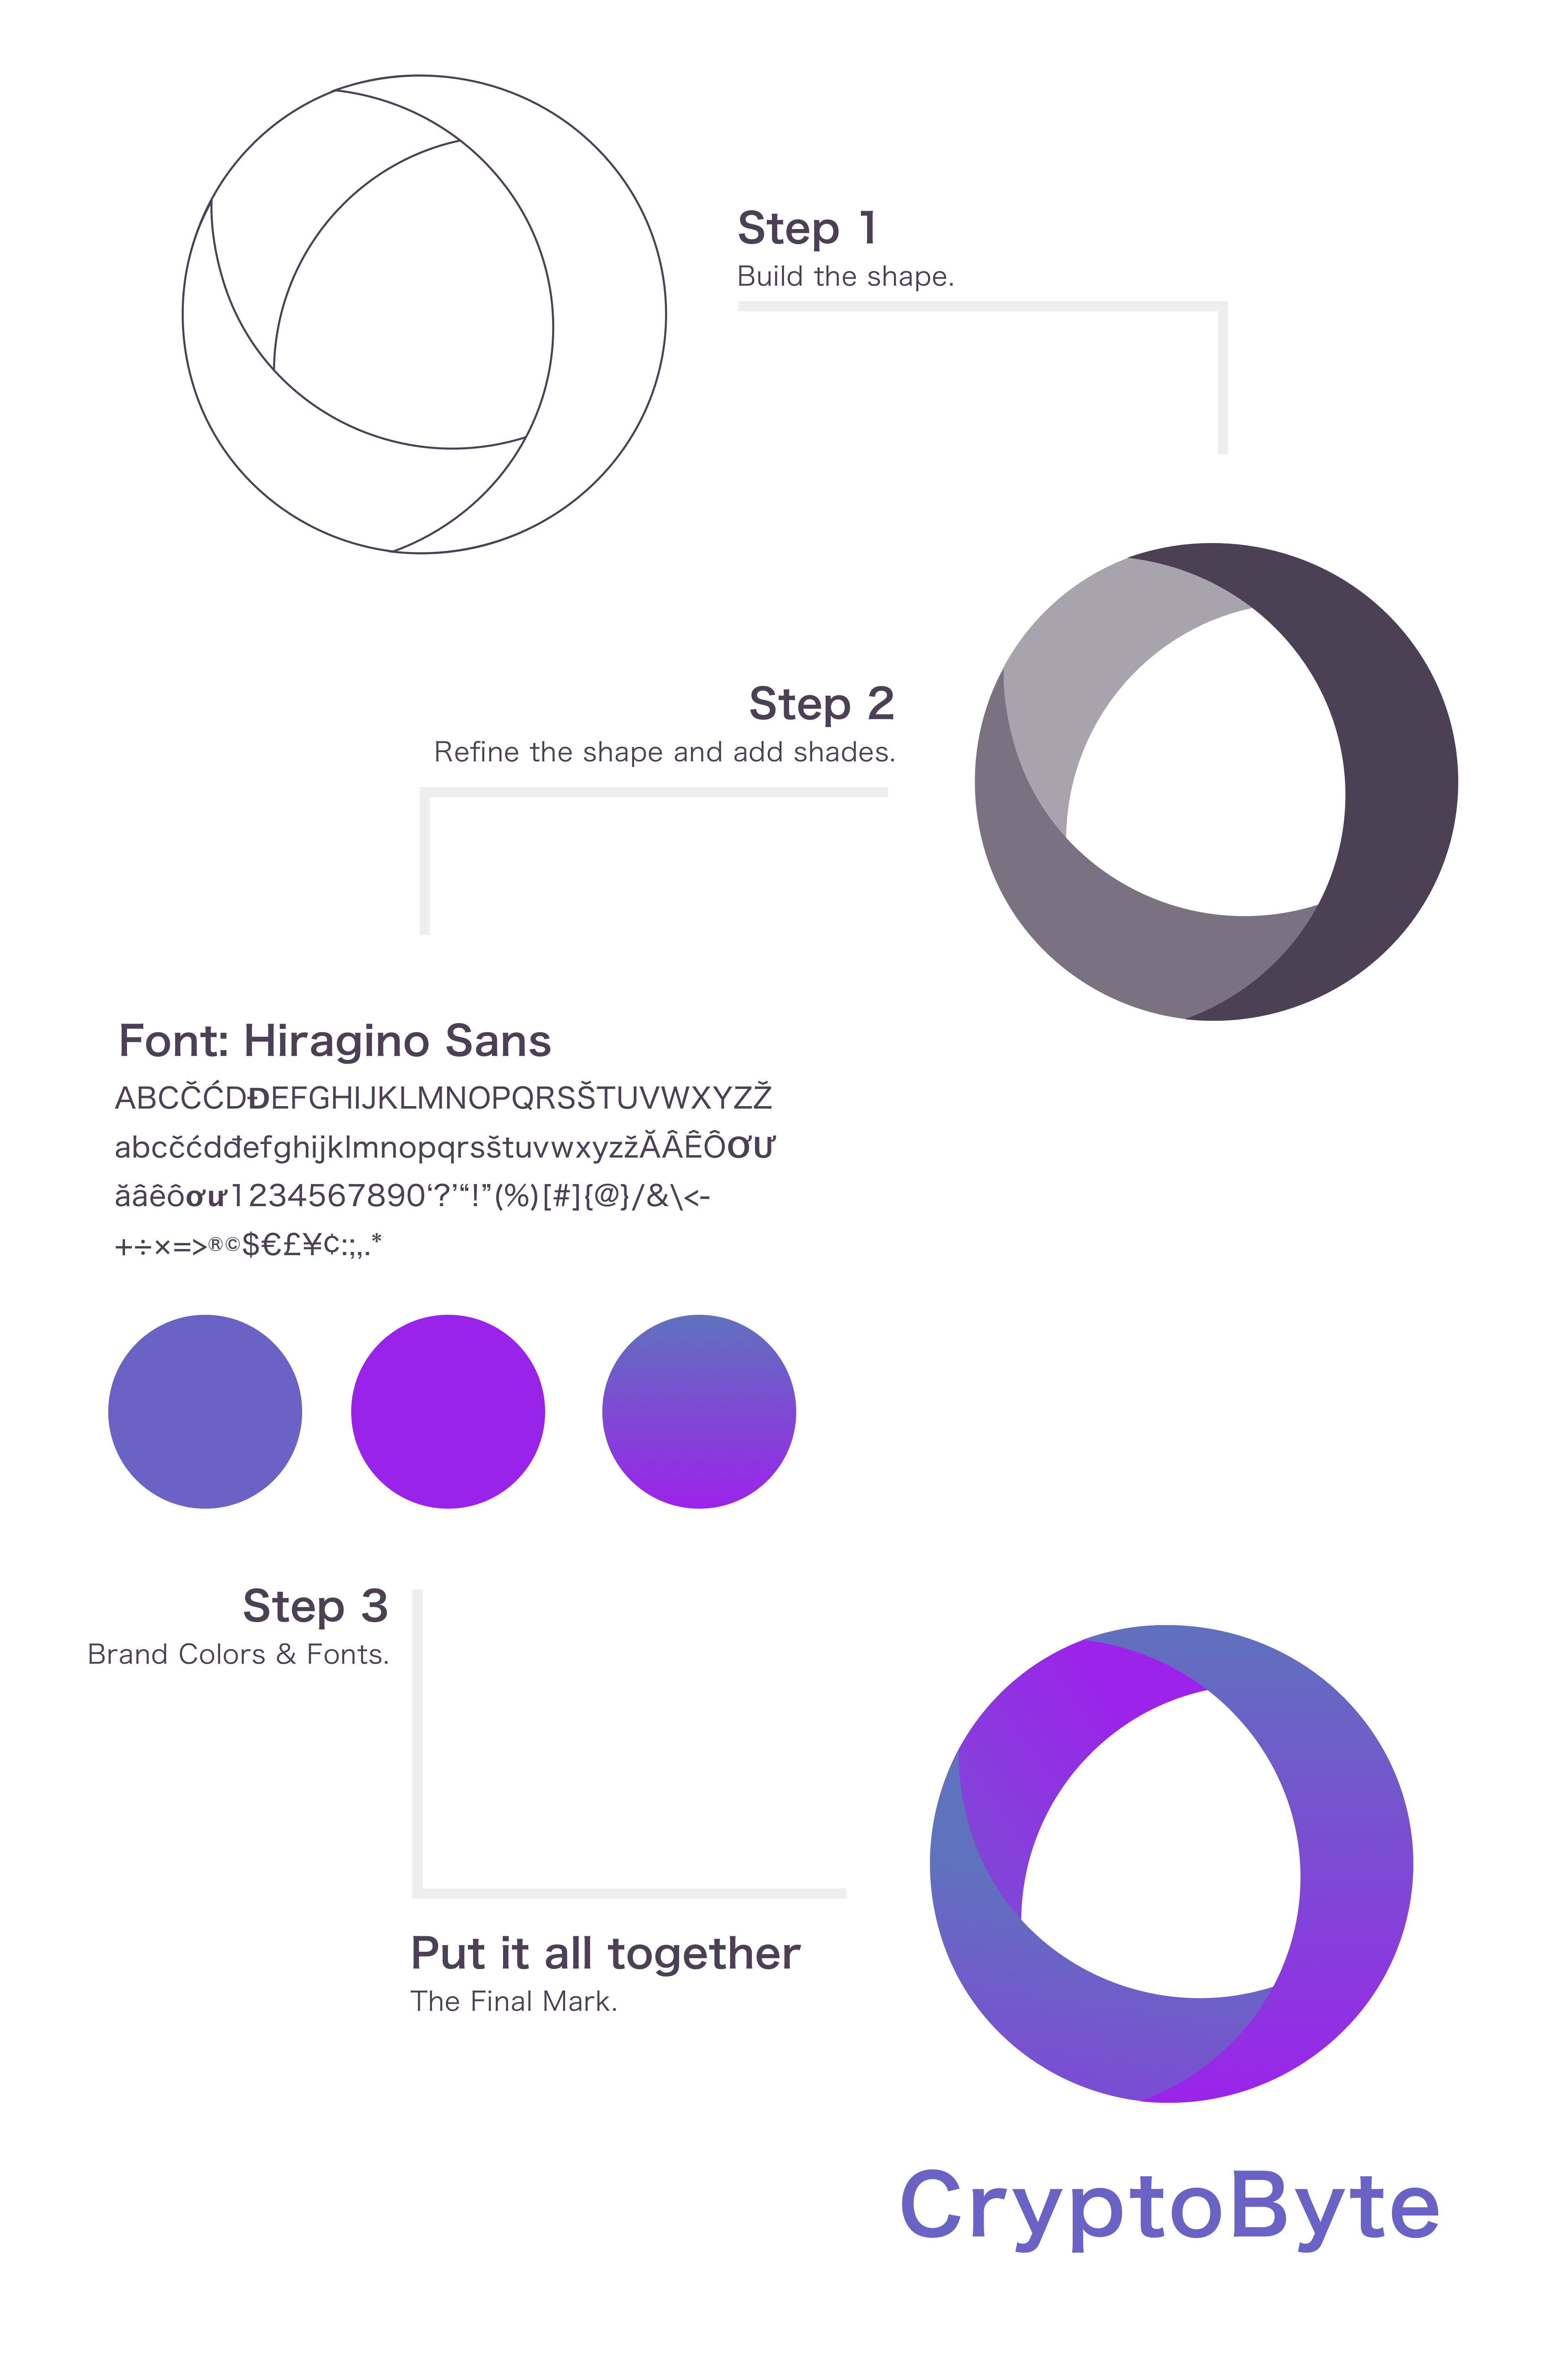 Step 1
Build the shape.
Step 2
Refine the shape and add shades.
Font: Hiragino Sans
ABCČĆDĐEFGHIJKLMNOPQRSŠTUVWXYZŽ
abcčćdđefghijklmnopqrsštuvwxyzžĂÂÊÔƠƯ
ăâêôơư1234567890‘?’“!”(%)[#]{@}/&\<-
+÷×=>®©$€£¥¢:;,.*
Step 3
Brand Colors & Fonts.
Put it all together
The Final Mark.
CryptoByte